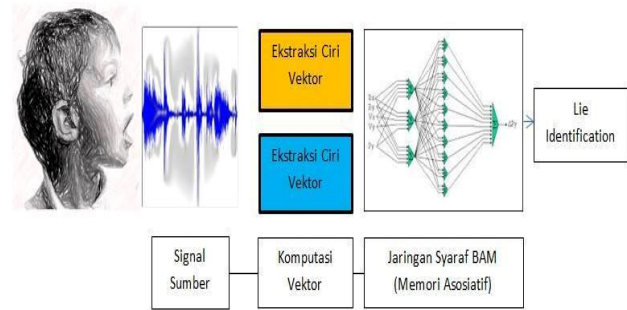 Ekstraksi Ciri
Vektor
Ekstraksi Ciri
Vektor
Lie
Identification
Signal
Sumber
Komputasi
Vektor
Jaringan Syaraf BAM
(Memori Asosiatif)